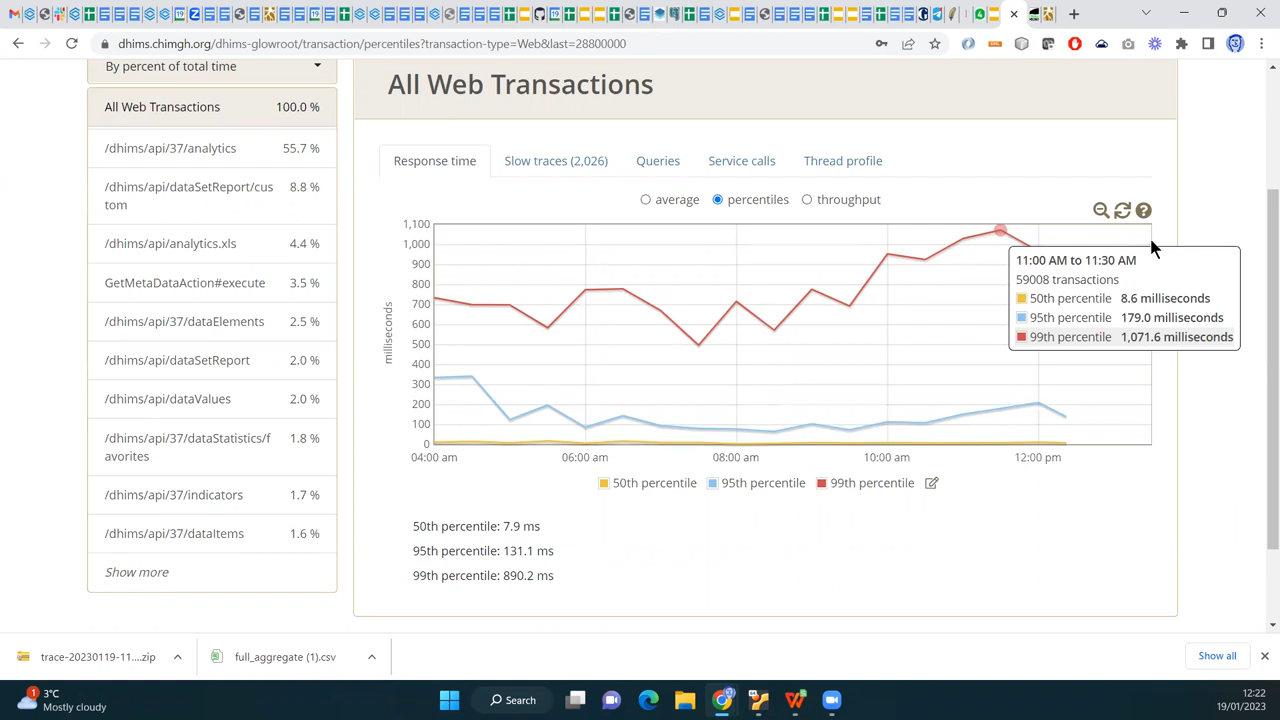 dhims.chimgh.org/dhims-glowroot/transaction/percentiles?transaction-type=Web&last=28800000
By percent of total time
All Web Transactions 100.0 %
/dhims/api/37/analytics 55.7 %
/dhims/api/dataSetReport/cus
tom 8.8 %
/dhims/api/analytics.xls 4.4 %
GetMetaDataAction#execute 3.5 %
/dhims/api/37/dataElements 2.5 %
/dhims/api/dataSetReport 2.0 %
/dhims/api/dataValues 2.0 %
/dhims/api/37/dataStatistics/f
avorites 1.8 %
/dhims/api/37/indicators 1.7 %
/dhims/api/37/dataItems 1.6 %
Show more
All Web Transactions
Response time Slow traces (2,026) Queries Service calls Thread profile
average percentiles throughput
milliseconds
1,100
1,000
900
800
700
600
500
400
300
200
100
0
04:00 am 06:00 am 08:00 am 10:00 am 12:00 pm
11:00 AM to 11:30 AM
59008 transactions
50th percentile 8.6 milliseconds
95th percentile 179.0 milliseconds
99th percentile 1,071.6 milliseconds
50th percentile 95th percentile 99th percentile
50th percentile: 7.9 ms
95th percentile: 131.1 ms
99th percentile: 890.2 ms
trace-20230119-11....zip full_aggregate (1).csv Show all
1
3°C
Mostly cloudy
Search
12:22
19/01/2023